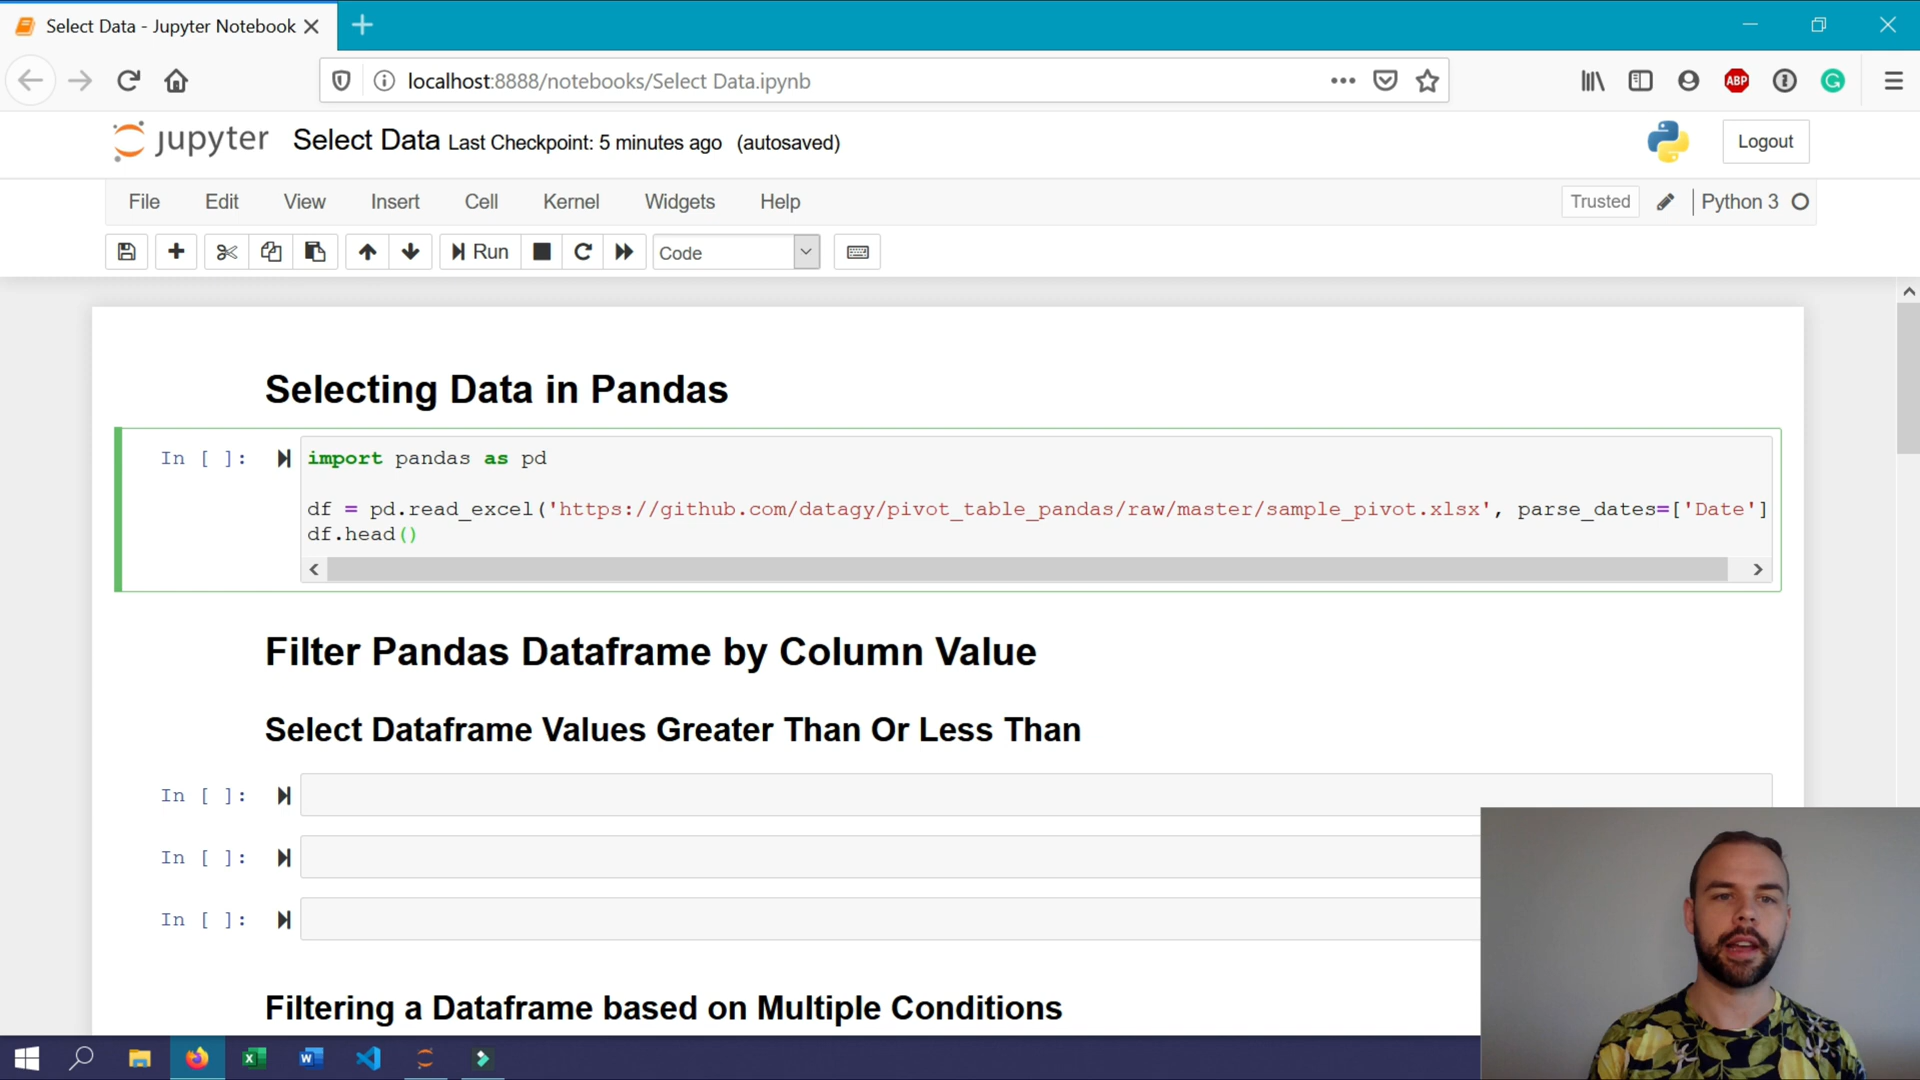 Select Data - Jupyter Notebook
localhost:8888/notebooks/Select Data.ipynb
ABP
jupyter Select Data Last Checkpoint: 5 minutes ago (autosaved)
Logout
File Edit View Insert Cell Kernel Widgets Help
Trusted
Python 3
Run
Code
Selecting Data in Pandas
In [ ]:
import pandas as pd
df = pd.read_excel('https://github.com/datagy/pivot_table_pandas/raw/master/sample_pivot.xlsx', parse_dates=['Date']
df.head()
Filter Pandas Dataframe by Column Value
Select Dataframe Values Greater Than Or Less Than
In [ ]:
In [ ]:
In [ ]:
Filtering a Dataframe based on Multiple Conditions